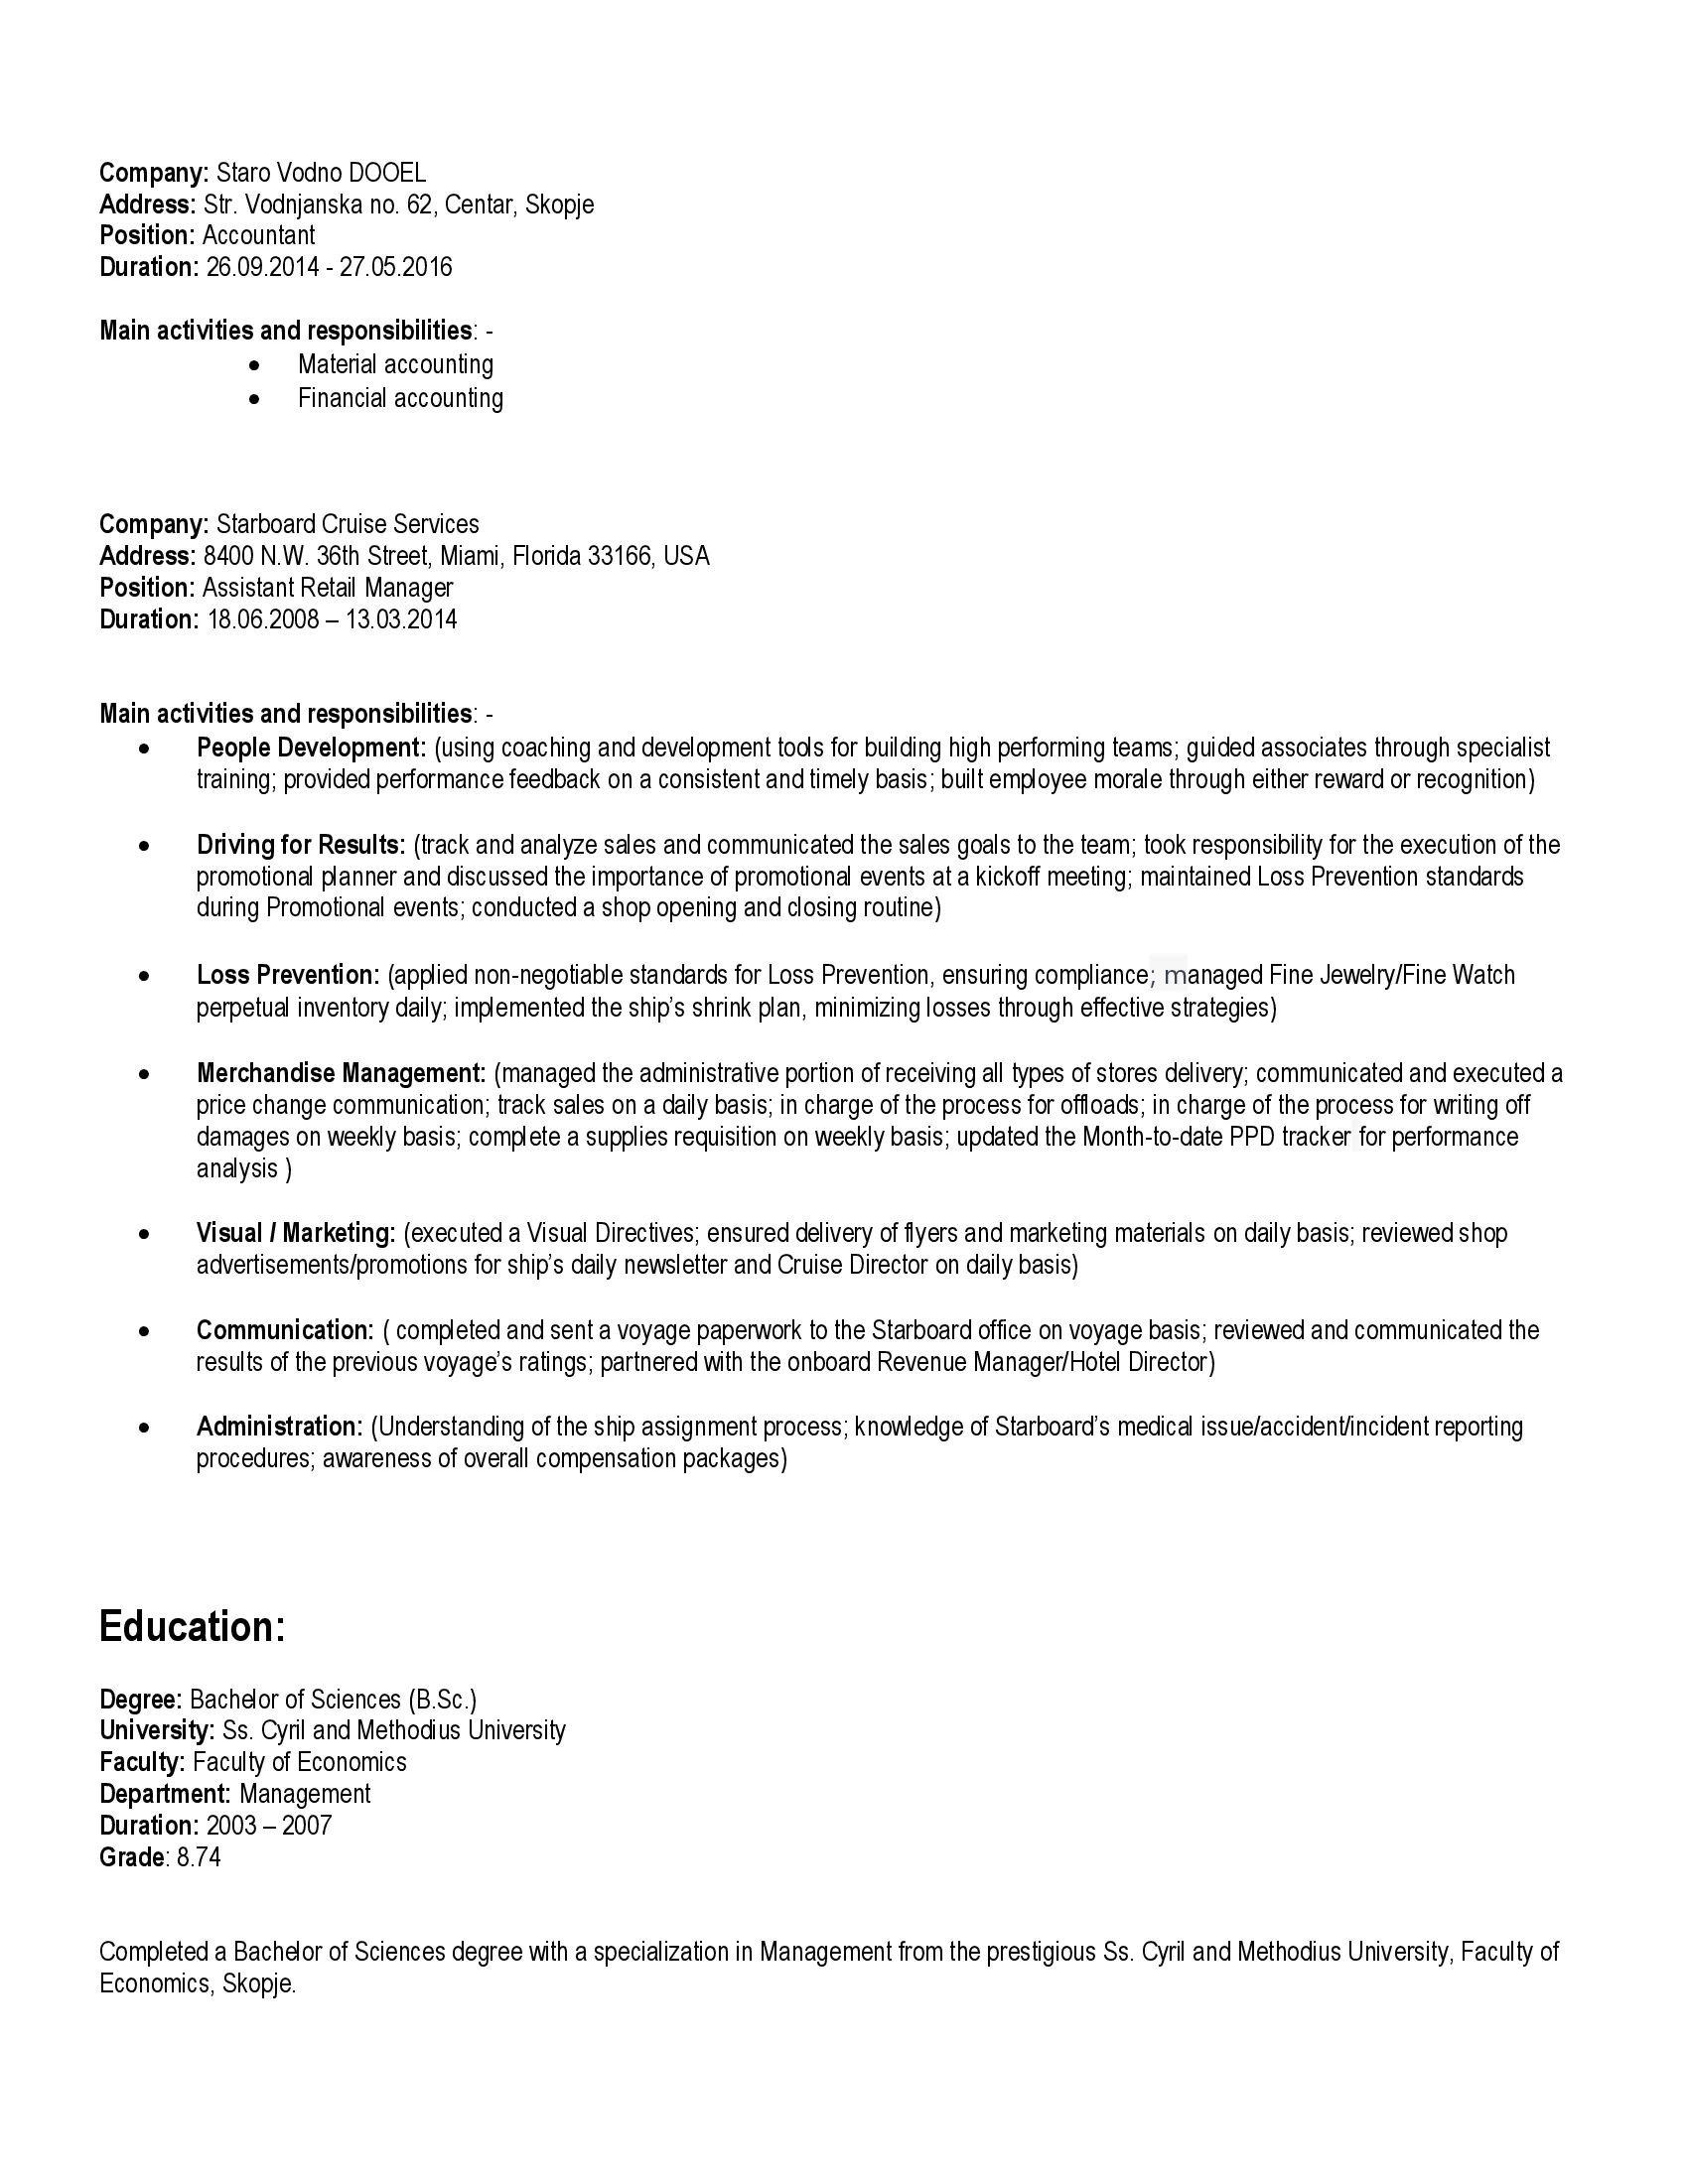 Company: Staro Vodno DOOEL
Address: Str. Vodnjanska no. 62, Centar, Skopje
Position: Accountant
Duration: 26.09.2014 - 27.05.2016
Main activities and responsibilities: -
• Material accounting
• Financial accounting
Company: Starboard Cruise Services
Address: 8400 N.W. 36th Street, Miami, Florida 33166, USA
Position: Assistant Retail Manager
Duration: 18.06.2008 – 13.03.2014
Main activities and responsibilities: -
• People Development: (using coaching and development tools for building high performing teams; guided associates through specialist
training; provided performance feedback on a consistent and timely basis; built employee morale through either reward or recognition)
• Driving for Results: (track and analyze sales and communicated the sales goals to the team; took responsibility for the execution of the
promotional planner and discussed the importance of promotional events at a kickoff meeting; maintained Loss Prevention standards
during Promotional events; conducted a shop opening and closing routine)
• Loss Prevention: (applied non-negotiable standards for Loss Prevention, ensuring compliance; managed Fine Jewelry/Fine Watch
perpetual inventory daily; implemented the ship’s shrink plan, minimizing losses through effective strategies)
• Merchandise Management: (managed the administrative portion of receiving all types of stores delivery; communicated and executed a
price change communication; track sales on a daily basis; in charge of the process for offloads; in charge of the process for writing off
damages on weekly basis; complete a supplies requisition on weekly basis; updated the Month-to-date PPD tracker for performance
analysis )
• Visual / Marketing: (executed a Visual Directives; ensured delivery of flyers and marketing materials on daily basis; reviewed shop
advertisements/promotions for ship’s daily newsletter and Cruise Director on daily basis)
• Communication: ( completed and sent a voyage paperwork to the Starboard office on voyage basis; reviewed and communicated the
results of the previous voyage’s ratings; partnered with the onboard Revenue Manager/Hotel Director)
• Administration: (Understanding of the ship assignment process; knowledge of Starboard’s medical issue/accident/incident reporting
procedures; awareness of overall compensation packages)
Education:
Degree: Bachelor of Sciences (B.Sc.)
University: Ss. Cyril and Methodius University
Faculty: Faculty of Economics
Department: Management
Duration: 2003 – 2007
Grade: 8.74
Completed a Bachelor of Sciences degree with a specialization in Management from the prestigious Ss. Cyril and Methodius University, Faculty of
Economics, Skopje.